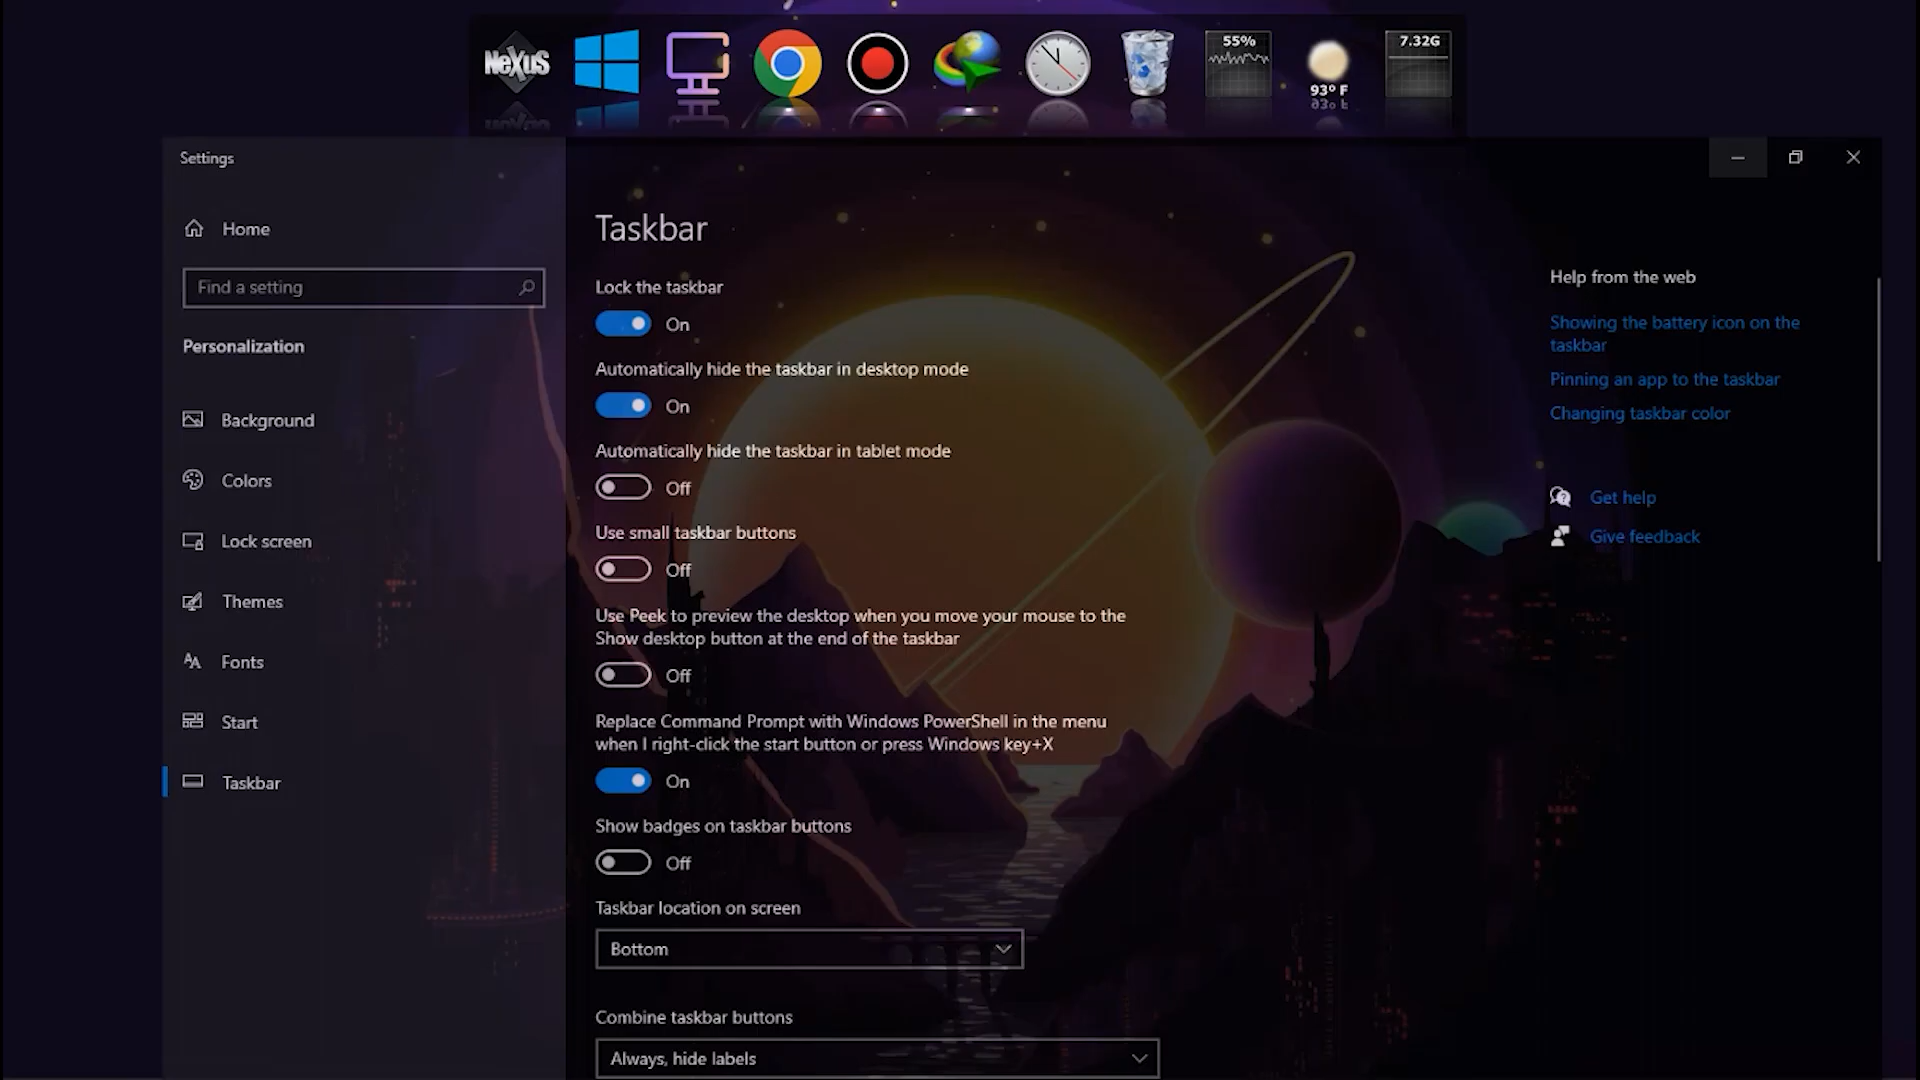 NeXuS
55%
93° F
7.32G
Settings
Home
Find a setting
Personalization
Background
Colors
Lock screen
Themes
Fonts
Start
Taskbar
Taskbar
Lock the taskbar
On
Automatically hide the taskbar in desktop mode
On
Automatically hide the taskbar in tablet mode
Off
Use small taskbar buttons
Off
Use Peek to preview the desktop when you move your mouse to the
Show desktop button at the end of the taskbar
Off
Replace Command Prompt with Windows PowerShell in the menu
when I right-click the start button or press Windows key+X
On
Show badges on taskbar buttons
Off
Taskbar location on screen
Bottom
Combine taskbar buttons
Always, hide labels
Help from the web
Showing the battery icon on the
taskbar
Pinning an app to the taskbar
Changing taskbar color
Get help
Give feedback